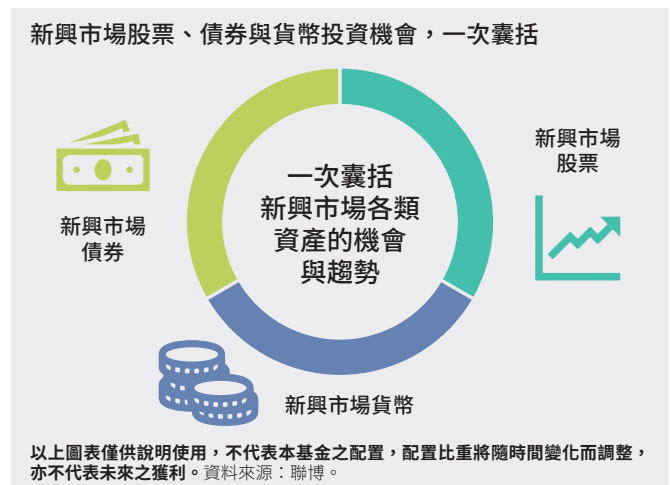 新興市場股票、債券與貨幣投資機會，一次囊括
一次囊括
新興市場各類
資產的機會
與趨勢
新興市場
股票
新興市場
債券
新興市場貨幣
以上圖表僅供說明使用，不代表本基金之配置，配置比重將隨時間變化而調整，
亦不代表未來之獲利。資料來源：聯博。